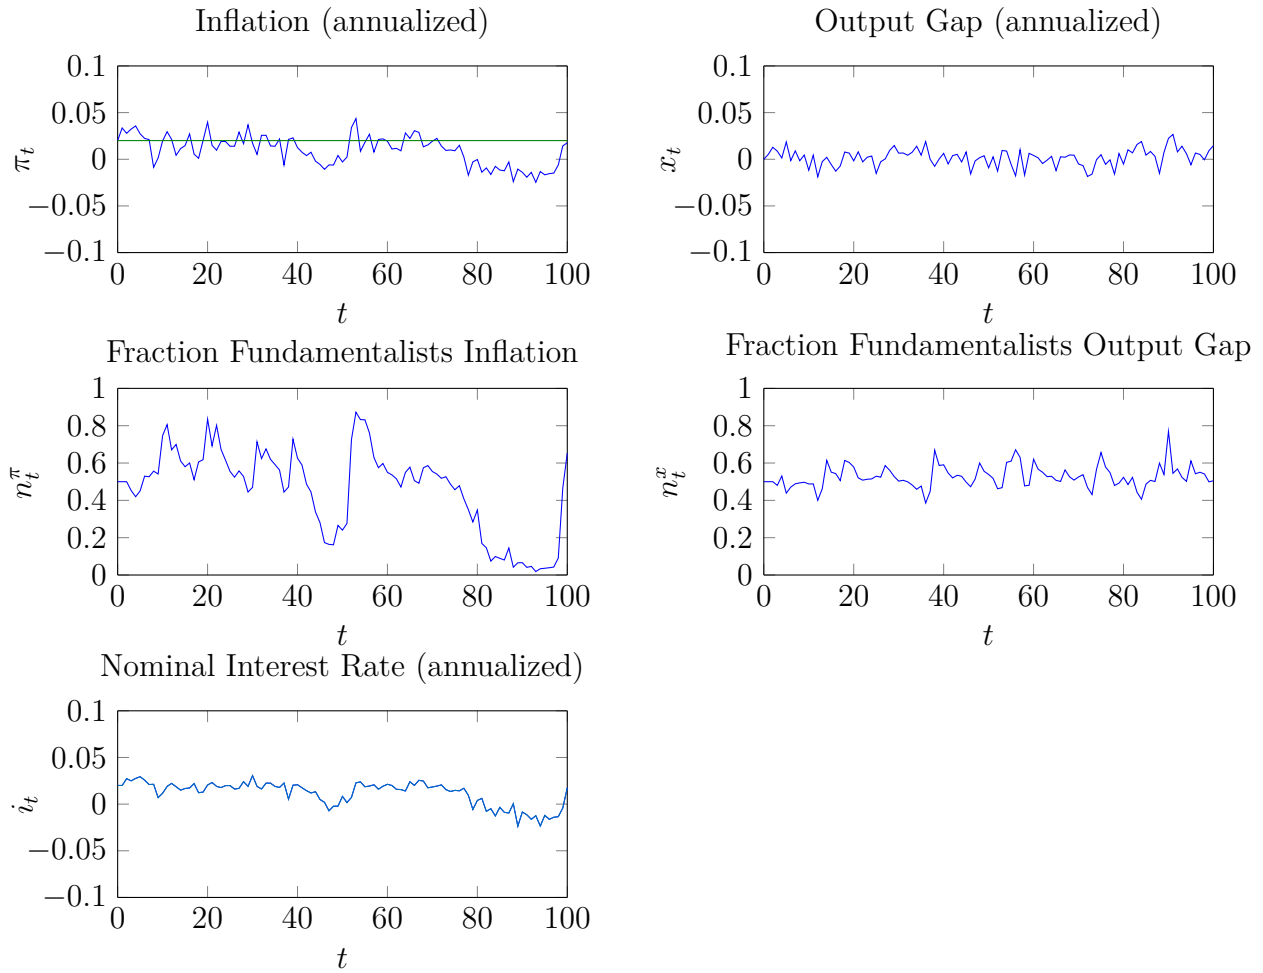 Inflation (annualized)
0.1
0.05
0
−0.05
−0.1
π_t
0 20 40 60 80 100
t
Output Gap (annualized)
0.1
0.05
0
−0.05
−0.1
x_t
0 20 40 60 80 100
t
Fraction Fundamentalists Inflation
1
0.8
0.6
0.4
0.2
0
n_t^π
0 20 40 60 80 100
t
Fraction Fundamentalists Output Gap
1
0.8
0.6
0.4
0.2
0
n_t^x
0 20 40 60 80 100
t
Nominal Interest Rate (annualized)
0.1
0.05
0
−0.05
−0.1
i_t
0 20 40 60 80 100
t